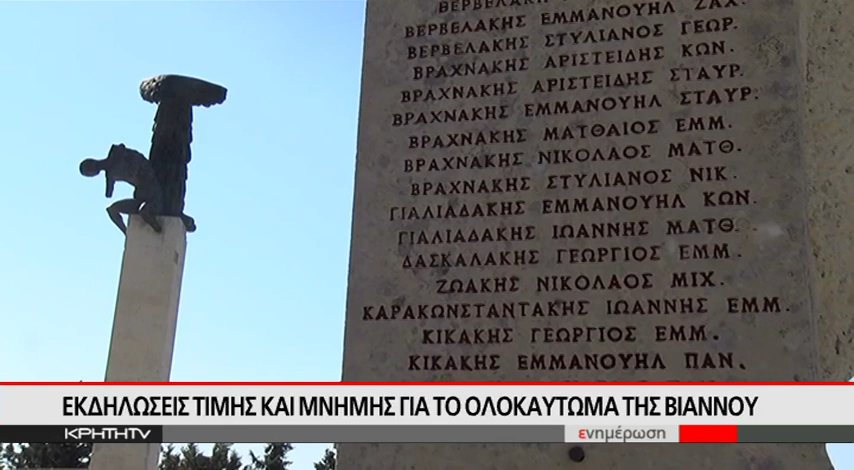 ΒΕΡΒΕΛΑΚΗ
ΒΕΡΒΕΛΑΚΗΣ ΕΜΜΑΝΟΥΗΛ ΖΑΧ.
ΒΕΡΒΕΛΑΚΗΣ ΣΤΥΛΙΑΝΟΣ ΓΕΩΡ.
ΒΡΑΧΝΑΚΗΣ ΑΡΙΣΤΕΙΔΗΣ ΚΩΝ.
ΒΡΑΧΝΑΚΗΣ ΑΡΙΣΤΕΙΔΗΣ ΣΤΑΥΡ.
ΒΡΑΧΝΑΚΗΣ ΕΜΜΑΝΟΥΗΛ ΣΤΑΥΡ.
ΒΡΑΧΝΑΚΗΣ ΜΑΤΘΑΙΟΣ ΕΜΜ.
ΒΡΑΧΝΑΚΗΣ ΝΙΚΟΛΑΟΣ ΜΑΤΘ.
ΒΡΑΧΝΑΚΗΣ ΣΤΥΛΙΑΝΟΣ ΝΙΚ.
ΓΙΑΛΙΑΔΑΚΗΣ ΕΜΜΑΝΟΥΗΛ ΚΩΝ.
ΓΙΑΛΙΑΔΑΚΗΣ ΙΩΑΝΝΗΣ ΜΑΤΘ.
ΔΑΣΚΑΛΑΚΗΣ ΓΕΩΡΓΙΟΣ ΕΜΜ.
ΖΩΑΚΗΣ ΝΙΚΟΛΑΟΣ ΜΙΧ.
ΚΑΡΑΚΩΝΣΤΑΝΤΑΚΗΣ ΙΩΑΝΝΗΣ ΕΜΜ.
ΚΙΚΑΚΗΣ ΓΕΩΡΓΙΟΣ ΕΜΜ.
ΚΙΚΑΚΗΣ ΕΜΜΑΝΟΥΗΛ ΠΑΝ.
ΕΚΔΗΛΩΣΕΙΣ ΤΙΜΗΣ ΚΑΙ ΜΝΗΜΗΣ ΓΙΑ ΤΟ ΟΛΟΚΑΥΤΩΜΑ ΤΗΣ ΒΙΑΝΝΟΥ
ΚΡΗΤΗTV
ενημέρωση